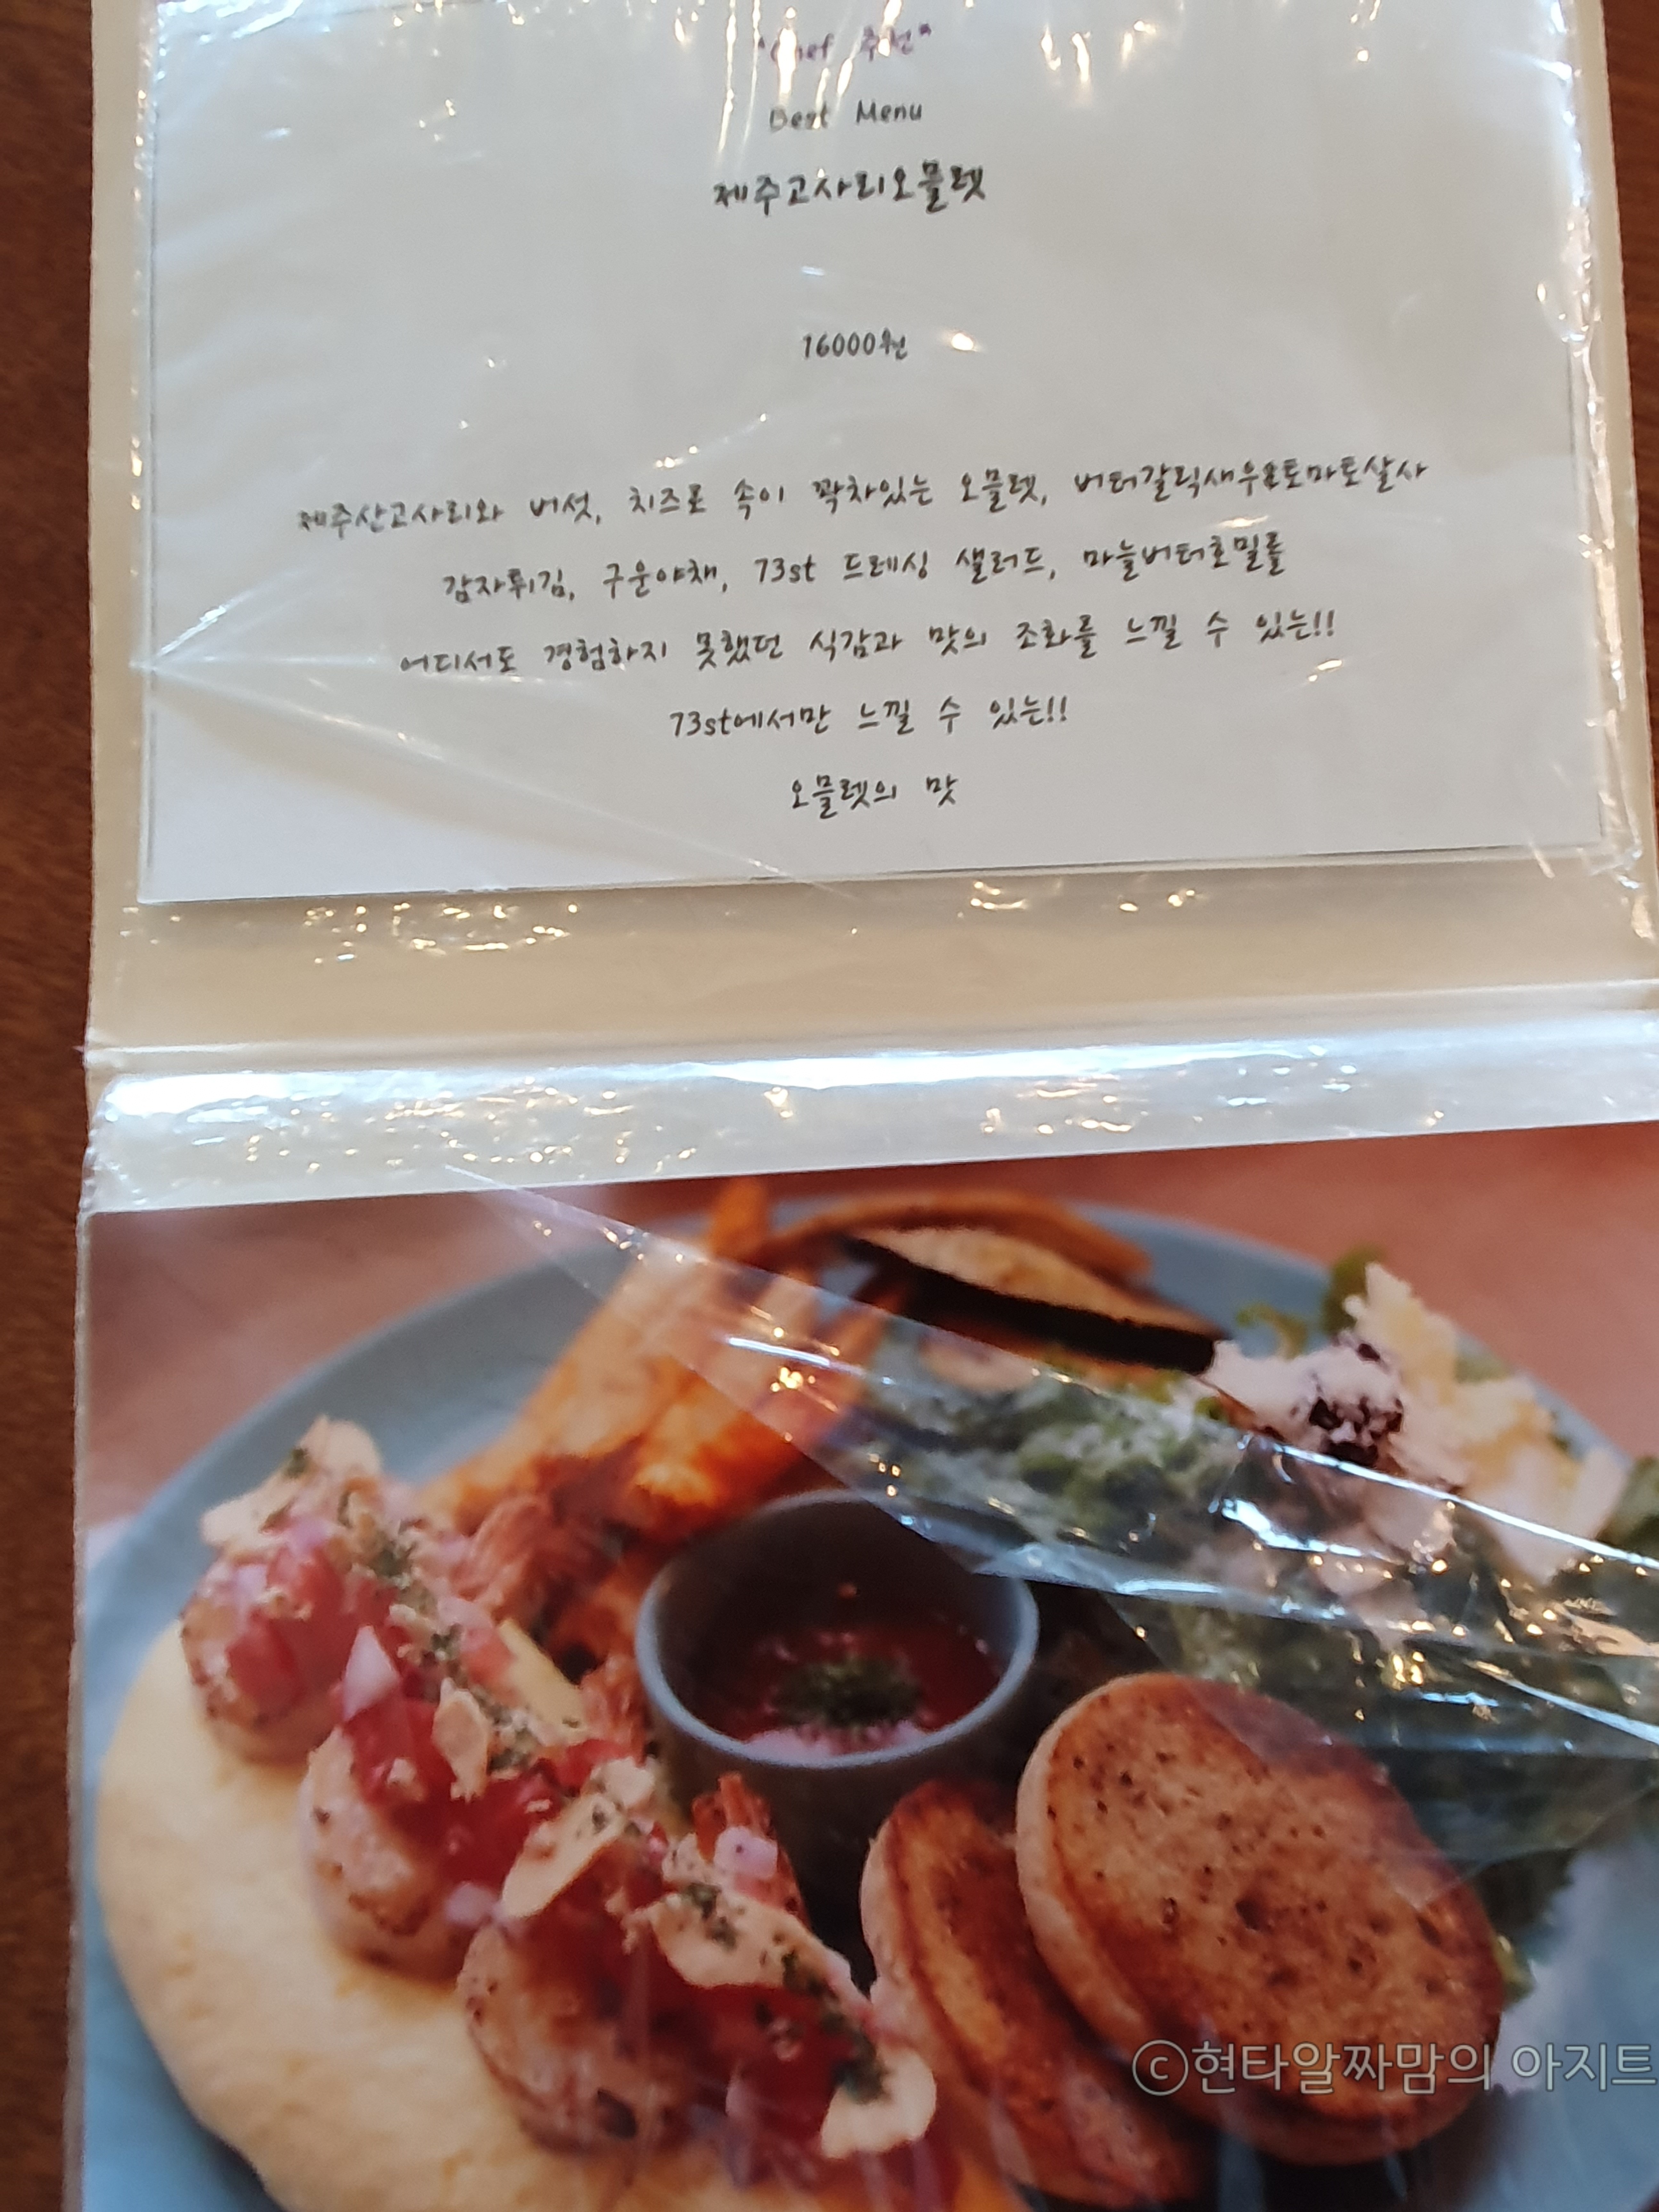 "Chef 추천"
Best Menu
제주고사리오믈렛
16000원
제주산고사리와 버섯, 치즈로 속이 꽉차있는 오믈렛, 버터갈릭새우&토마토살사
감자튀김, 구운야채, 73st 드레싱 샐러드, 마늘버터호밀롤
어디서도 경험하지 못했던 식감과 맛의 조화를 느낄 수 있는!!
73st에서만 느낄 수 있는!!
오믈렛의 맛
ⓒ현타알짜맘의 아지트